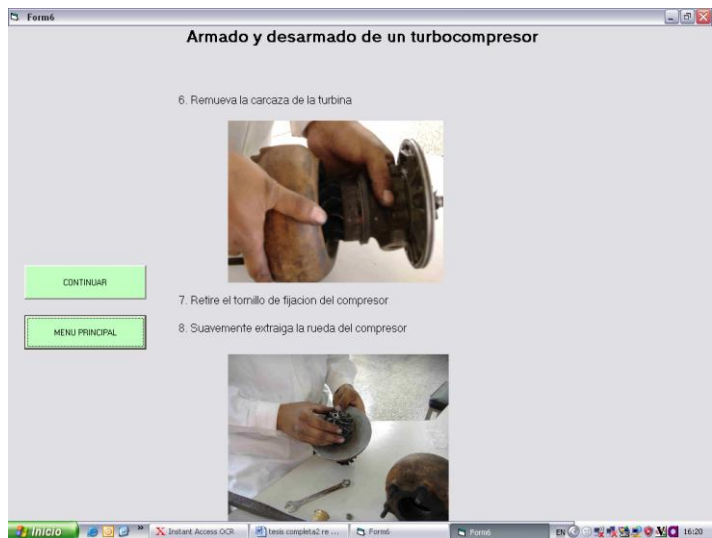 Form6
Armado y desarmado de un turbocompresor
6. Remueva la carcaza de la turbina
CONTINUAR
7. Retire el tornillo de fijacion del compresor
MENU PRINCIPAL
8. Suavemente extraiga la rueda del compresor
Inicio
Instant Access OCR
tesis completa2 re ...
Form6
Form6
EN
16:20